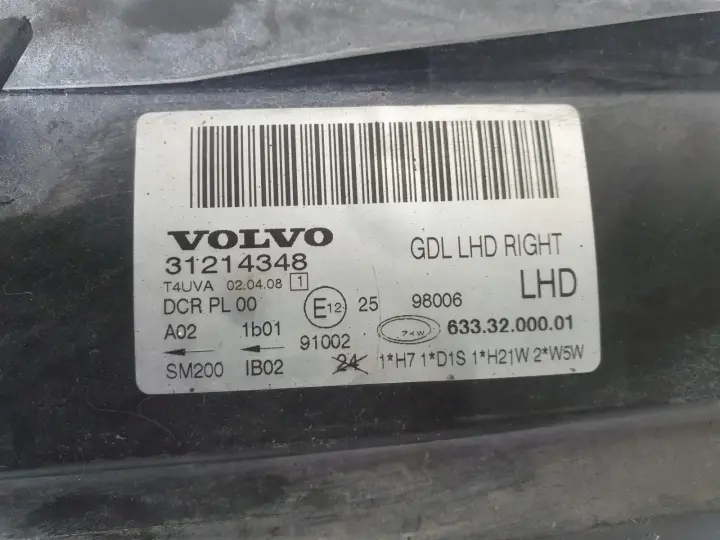 VOLVO
GDL LHD RIGHT
31214348
LHD
T4UVA 02.04.08 1
DCR PL 00
E12 25 98006
A02 1b01 91002
ZKW 633.32.000.01
SM200 IB02 24 1*H7 1*D1S 1*H21W 2*W5W